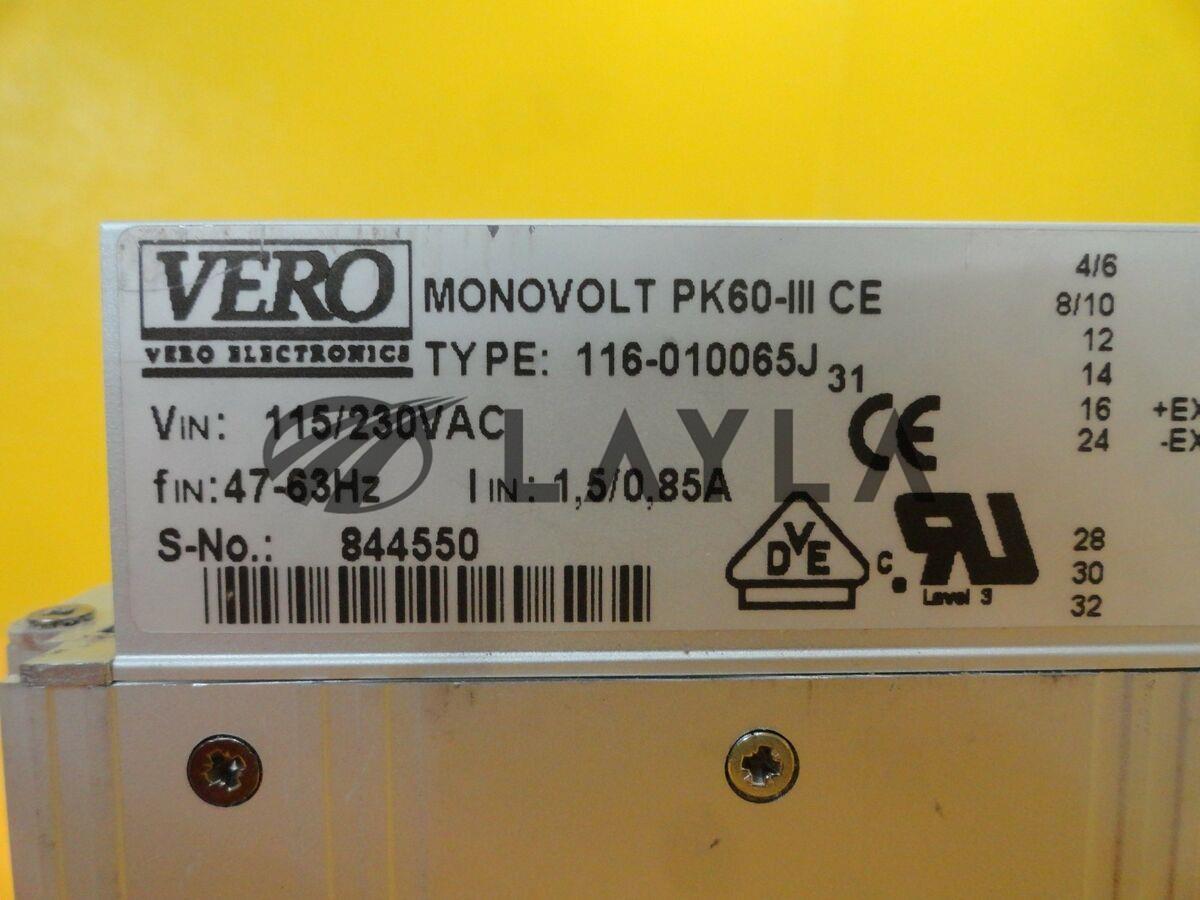 VERO
VERO ELECTRONICS
MONOVOLT PK60-III CE
TYPE: 116-010065J 31
VIN: 115/230VAC
fIN: 47-63Hz IIN: 1,5/0,85A
S-No.: 844550
CE
DVE
c RU
Level 3
4/6
8/10
12
14
16 +EX
24 -EX
28
30
32
LAYLA